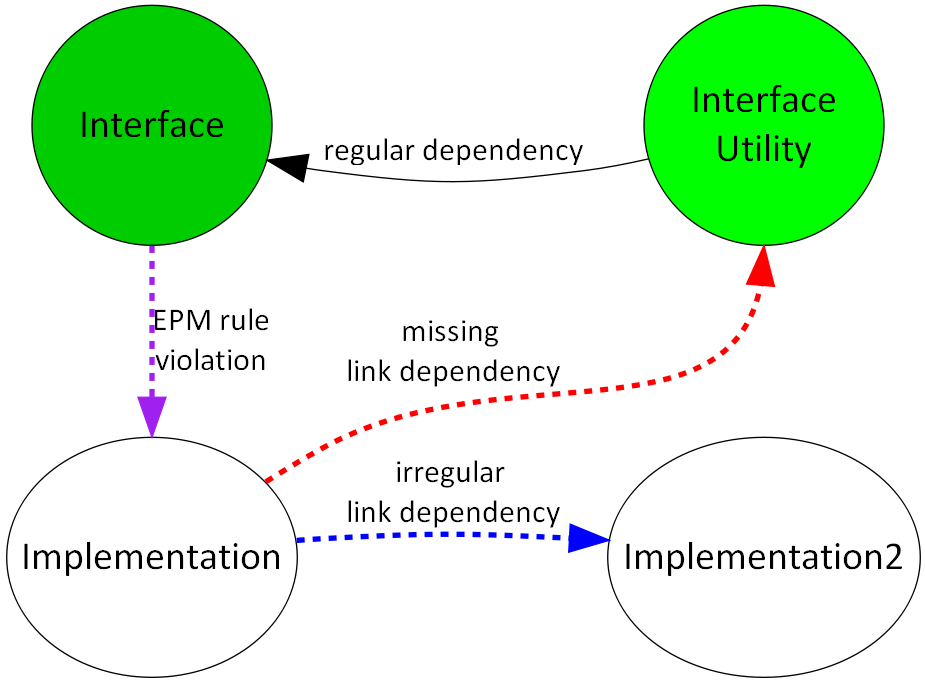 Interface
Interface
Utility
regular dependency
EPM rule
violation
missing
link dependency
irregular
link dependency
Implementation
Implementation2